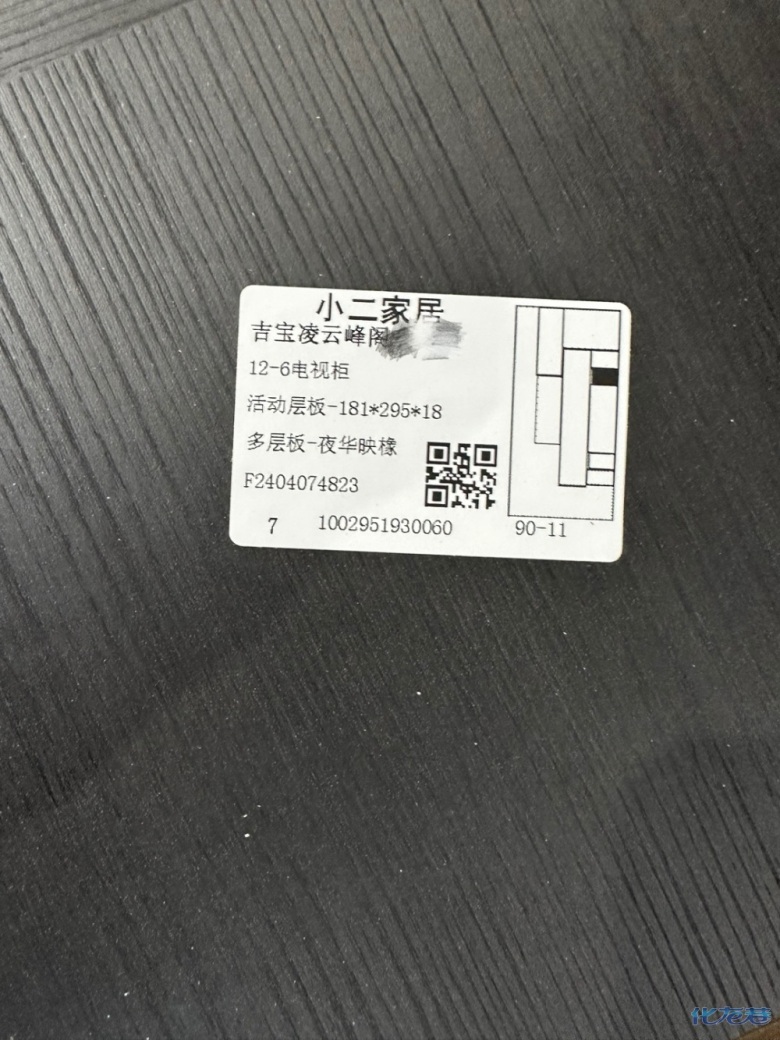 小二家居
吉宝凌云峰阁
12-6电视柜
活动层板-181*295*18
多层板-夜华映橡
F2404074823
7 1002951930060 90-11